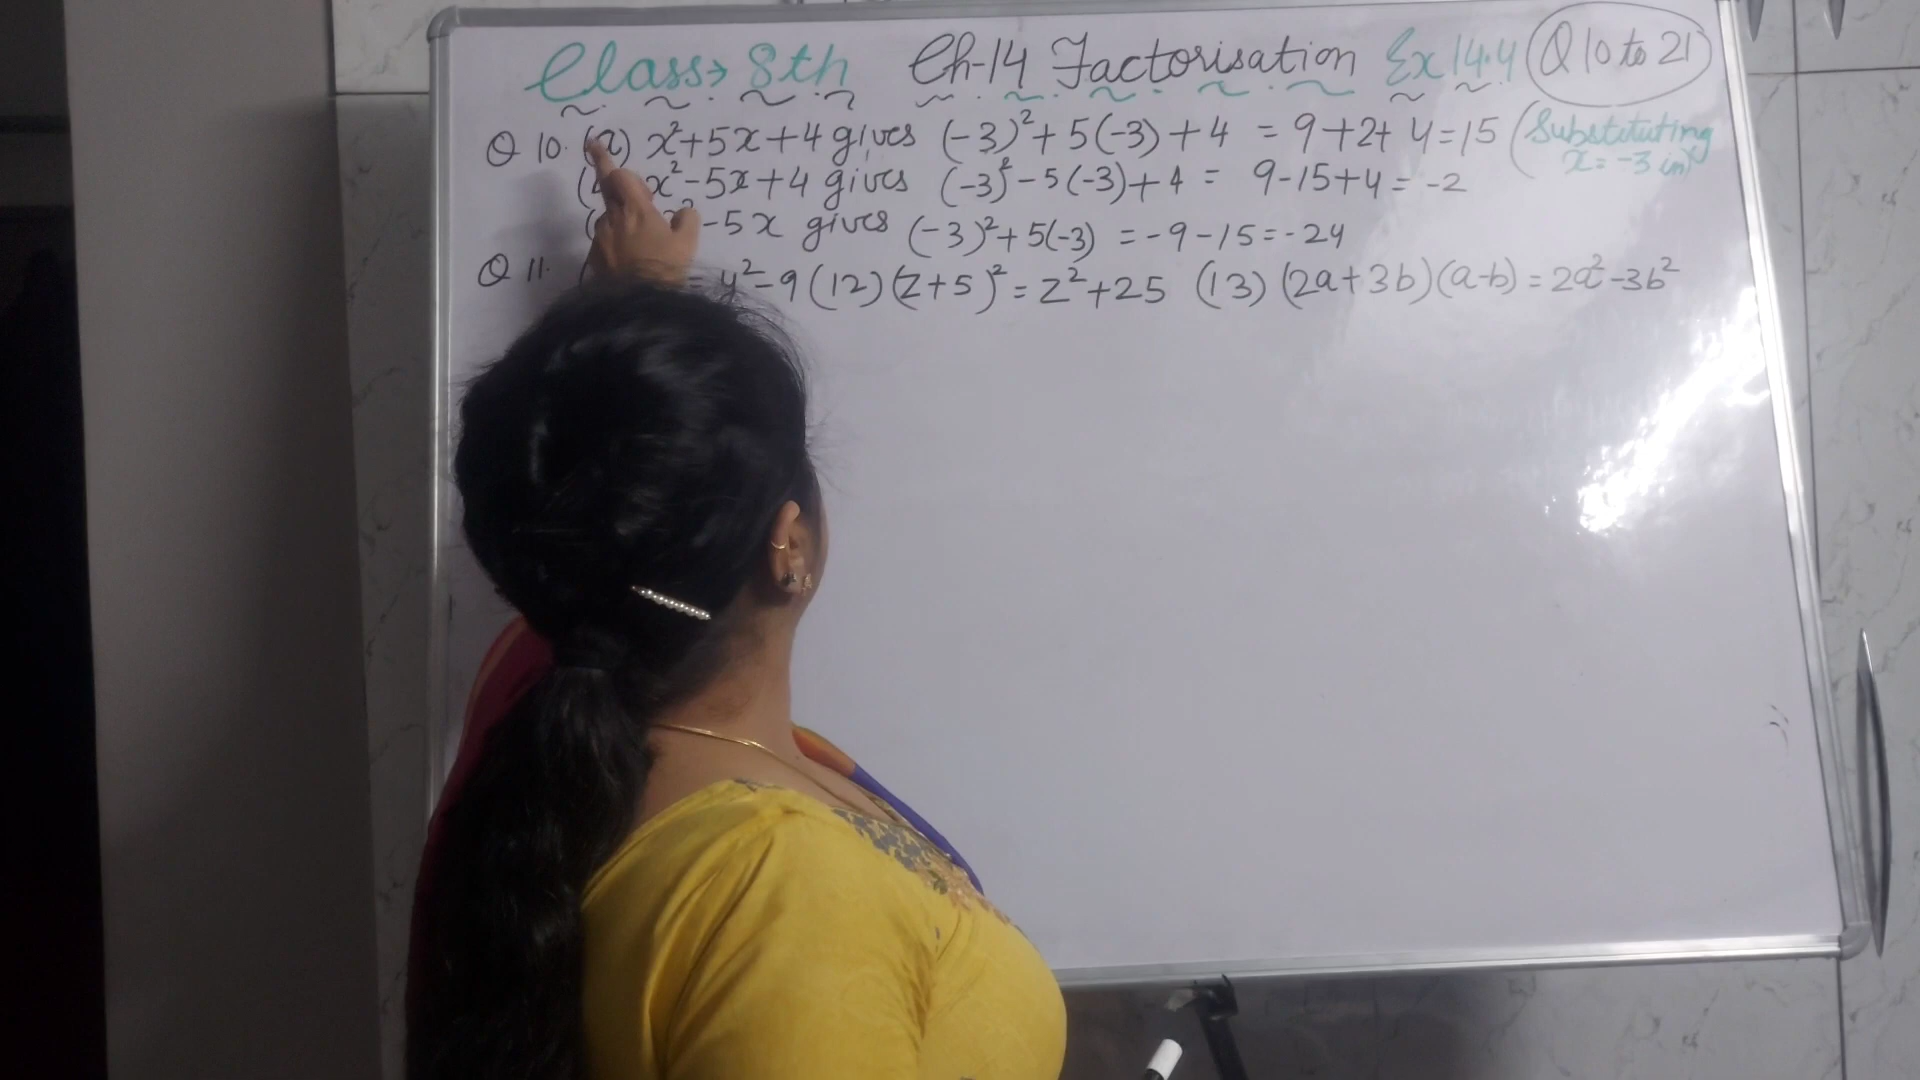 Class→ 8th Ch-14 Factorisation Ex 14.4 Q 10 to 21
Q 10. (a) x²+5x+4 gives (-3)²+5(-3)+4 = 9+2+4=15 (Substituting x=-3 in)
x²-5x+4 gives (-3)²-5(-3)+4 = 9-15+4=-2
-5x gives (-3)²+5(-3) =-9-15=-24
Q 11. = y²-9 (12) (z+5)²=z²+25 (13) (2a+3b)(a-b)=2a²-3b²